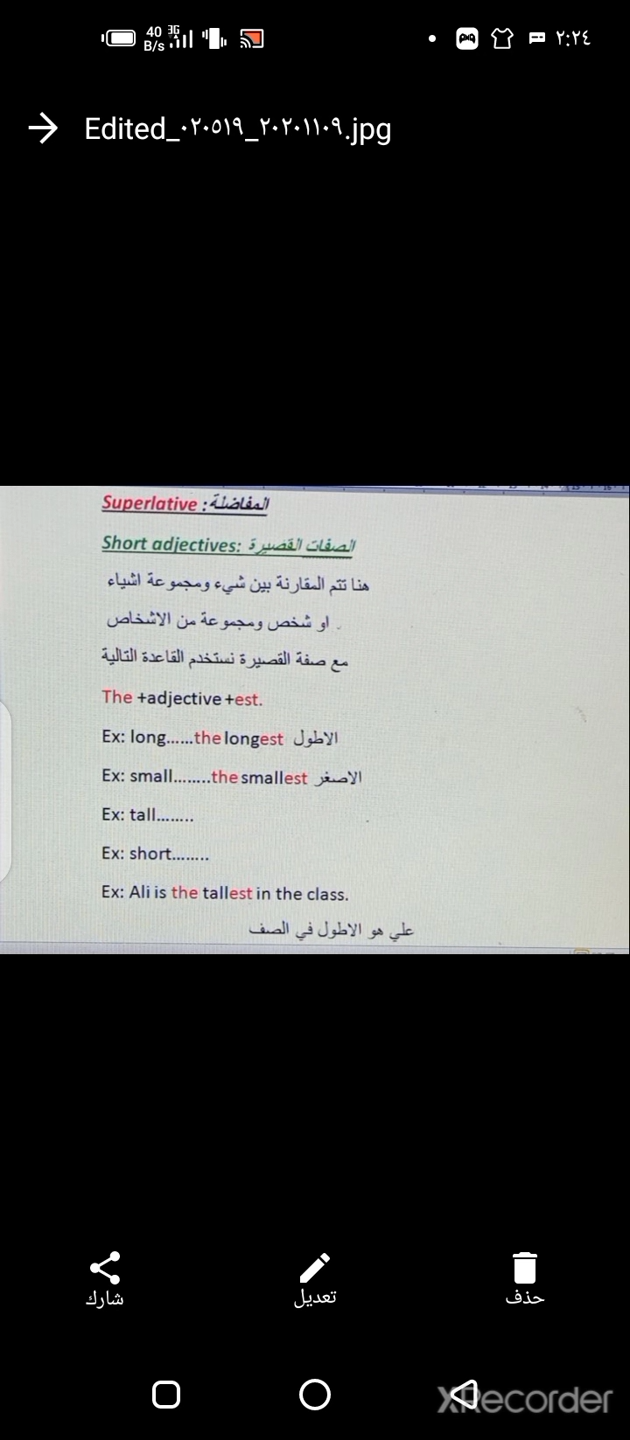 40 B/s 3G ٢:٢٤
Edited_٠٢٠٥١٩_٢٠٢٠١١٠٩.jpg
Superlative : المفاضلة
Short adjectives: الصفات القصيرة
هنا تتم المقارنة بين شيء ومجموعة اشياء
او شخص ومجموعة من الاشخاص .
مع صفة القصيرة نستخدم القاعدة التالية
The +adjective +est.
Ex: long......the longest الاطول
Ex: small........the smallest الاصغر
Ex: tall........
Ex: short........
Ex: Ali is the tallest in the class.
علي هو الاطول في الصف
شارك تعديل حذف
XRecorder